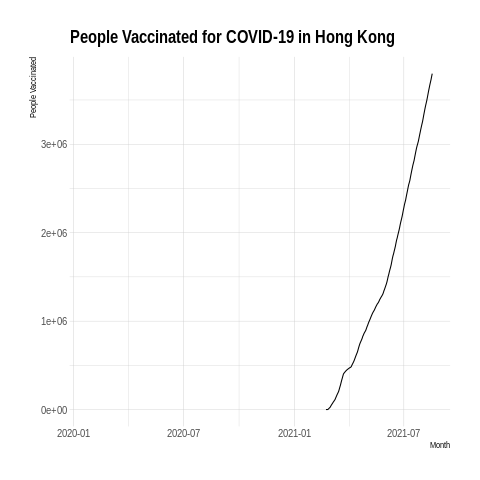 People Vaccinated for COVID-19 in Hong Kong
People Vaccinated
3e+06
2e+06
1e+06
0e+00
2020-01 2020-07 2021-01 2021-07
Month